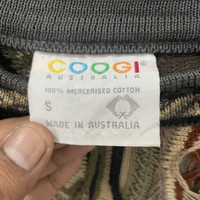 COOGI®
AUSTRALIA
100% MERCERISED COTTON
S
MADE IN AUSTRALIA